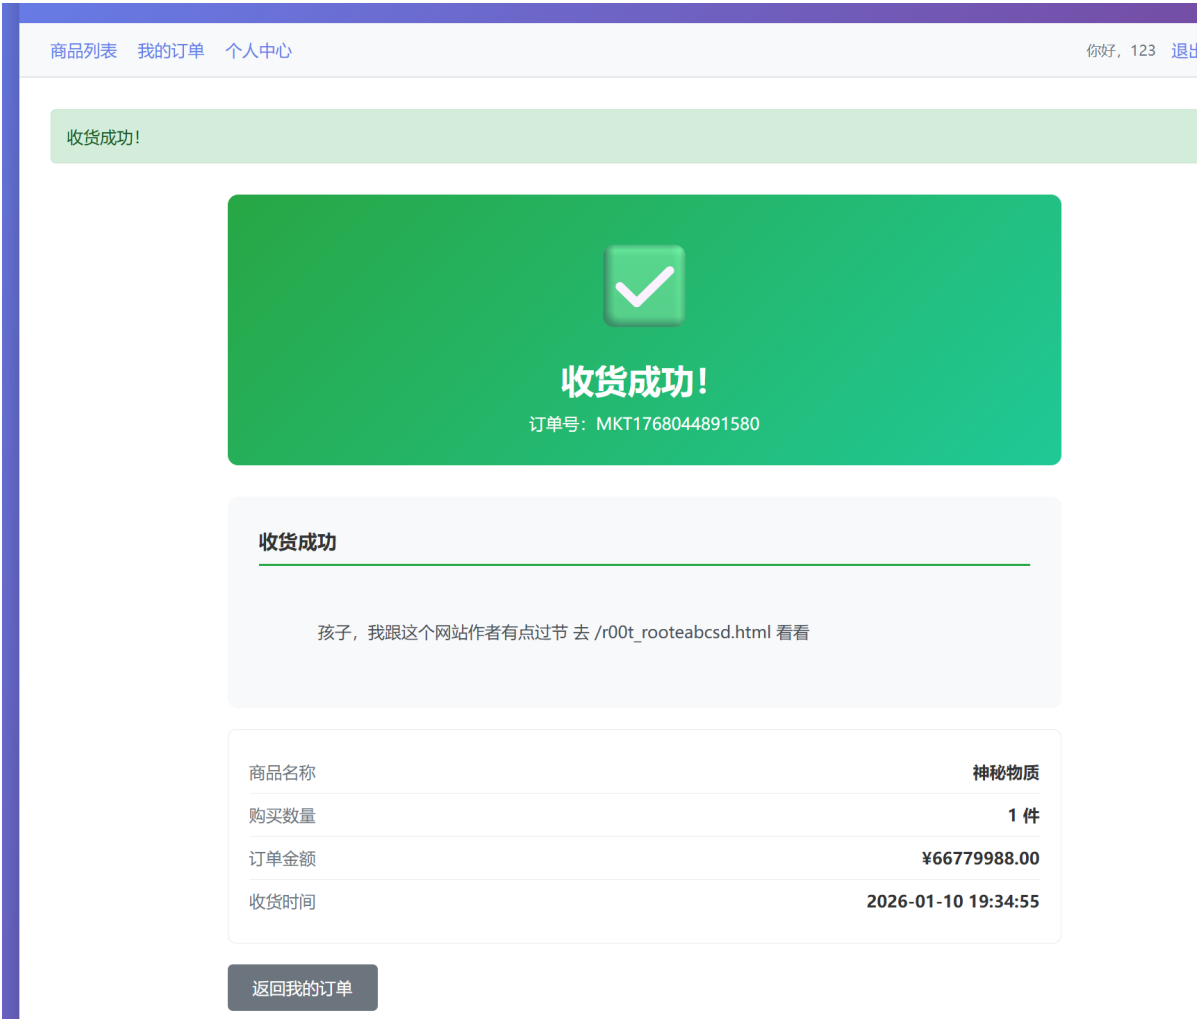 商品列表 我的订单 个人中心 你好，123 退出
收货成功！
收货成功！
订单号：MKT1768044891580
收货成功
孩子，我跟这个网站作者有点过节 去 /r00t_rooteabcsd.html 看看
商品名称 神秘物质
购买数量 1 件
订单金额 ¥66779988.00
收货时间 2026-01-10 19:34:55
返回我的订单